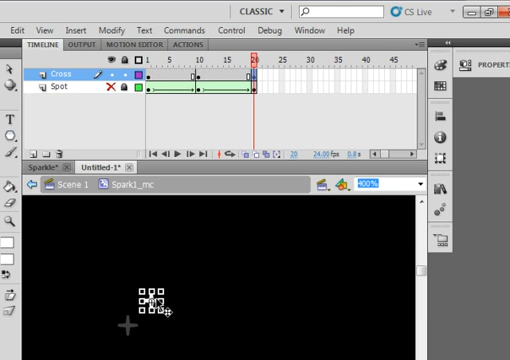 CLASSIC
CS Live
View Insert Modify Text Commands Control Debug Window Help
TIMELINE OUTPUT MOTION EDITOR ACTIONS
1 5 10 15 20 25 30 35 40 45
Cross
Spot
20 24.00 fps 0.8 s
Sparkle* Untitled-1*
Scene 1 Spark1_mc 400%
PROPERT
T